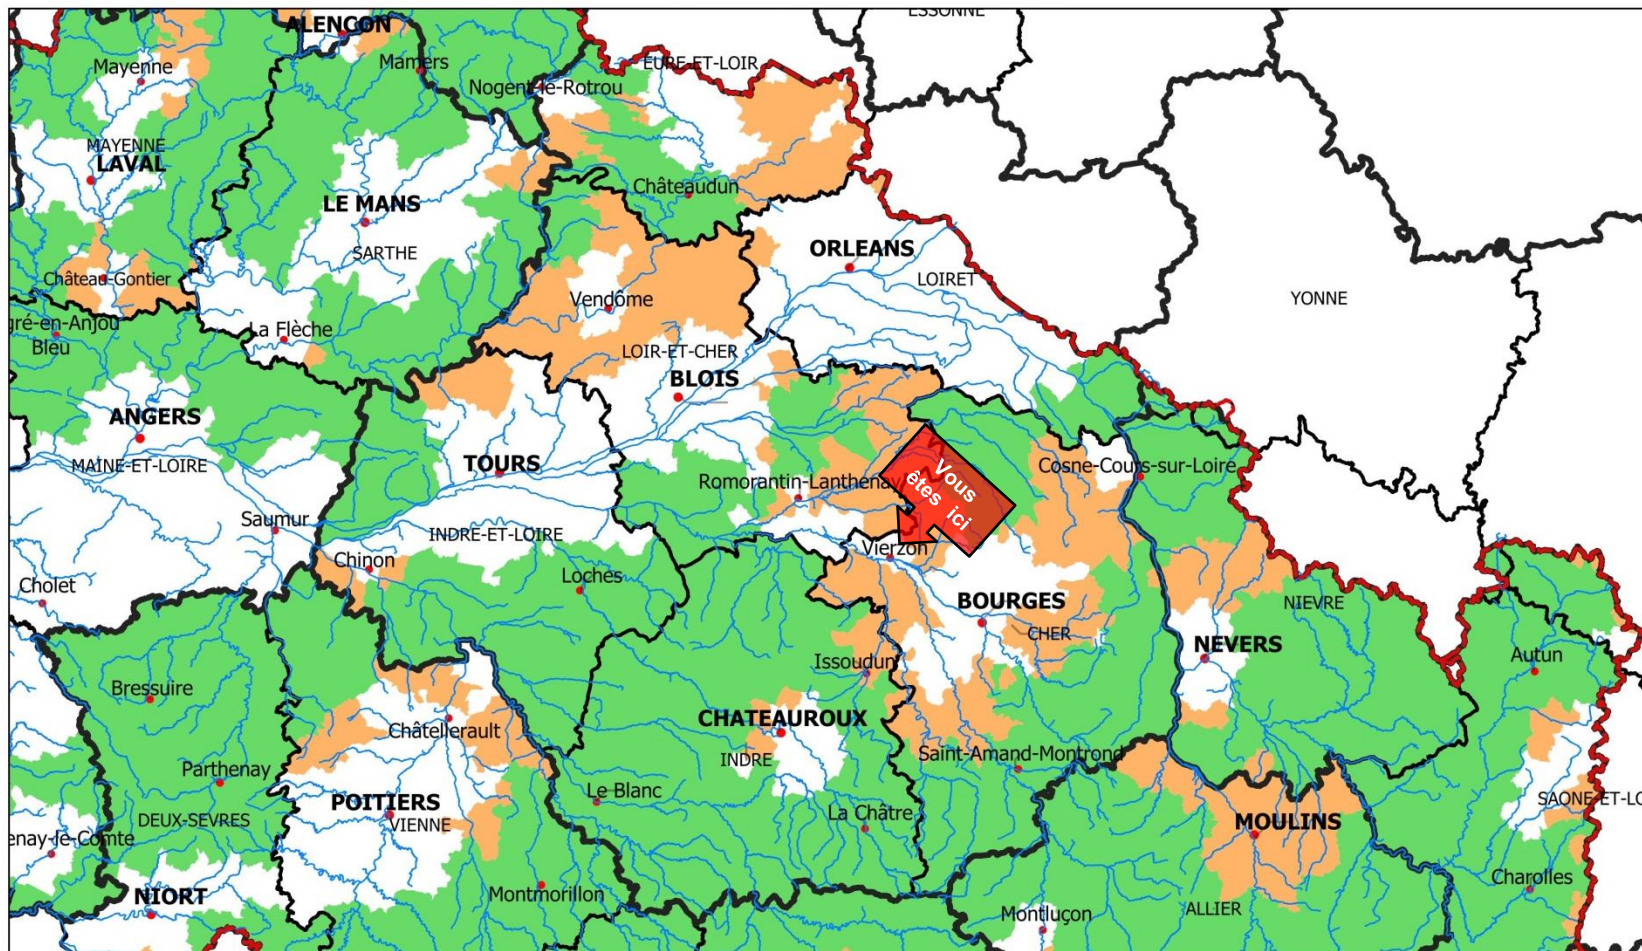 ESSONNE
ALENCON
Mayenne
Mamers
EURE-ET-LOIR
Nogent-le-Rotrou
MAYENNE
LAVAL
Châteaudun
LE MANS
SARTHE
ORLEANS
LOIRET
Château-Gontier
Vendôme
YONNE
gré-en-Anjou
Bleu
La Flèche
LOIR-ET-CHER
BLOIS
ANGERS
MAINE-ET-LOIRE
TOURS
Cosne-Cours-sur-Loire
Romorantin-Lanthenay
Vous
êtes ici
Saumur
INDRE-ET-LOIRE
Vierzon
Chinon
Loches
Cholet
BOURGES
CHER
NIEVRE
NEVERS
Issoudun
Autun
Bressuire
CHATEAUROUX
Châtellerault
INDRE
Saint-Amand-Montrond
Parthenay
Le Blanc
POITIERS
VIENNE
DEUX-SEVRES
La Châtre
SAONE-ET-LO
MOULINS
enay-le-Comte
Charolles
NIORT
Montmorillon
ALLIER
Montluçon